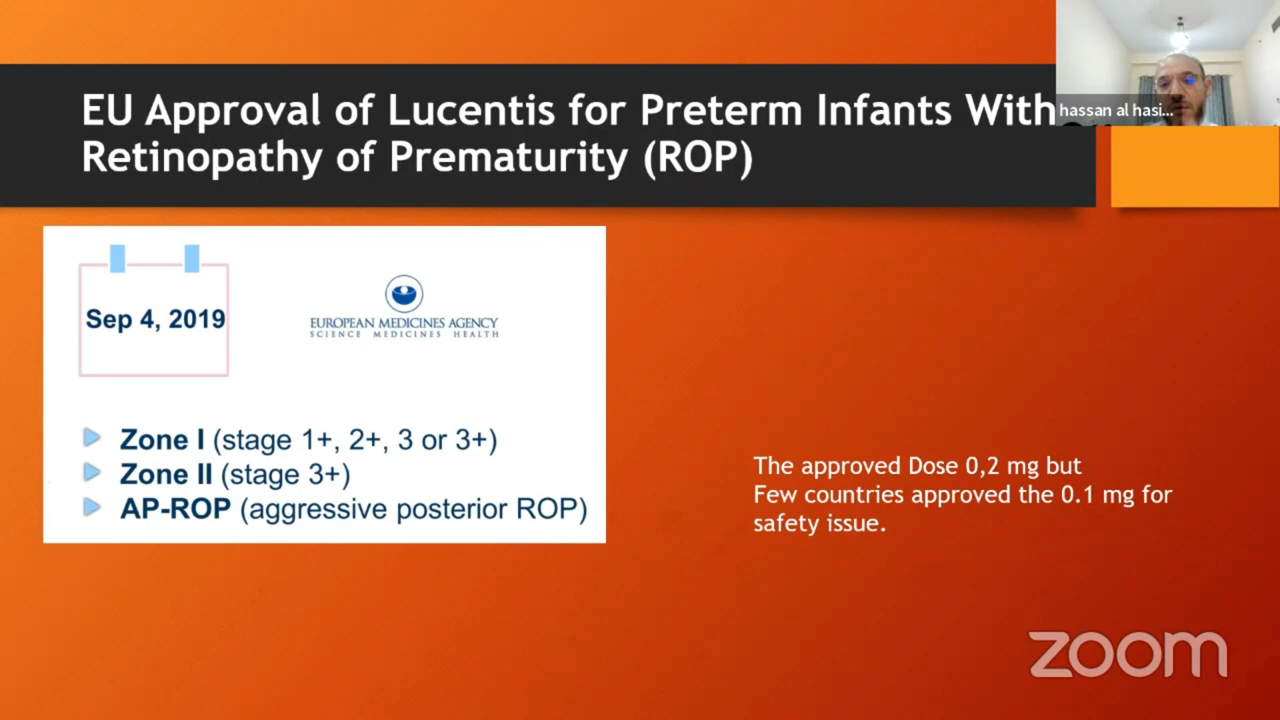 EU Approval of Lucentis for Preterm Infants With
Retinopathy of Prematurity (ROP)
hassan al hasi...
Sep 4, 2019
EUROPEAN MEDICINES AGENCY
SCIENCE MEDICINES HEALTH
Zone I (stage 1+, 2+, 3 or 3+)
Zone II (stage 3+)
AP-ROP (aggressive posterior ROP)
The approved Dose 0,2 mg but
Few countries approved the 0.1 mg for
safety issue.
zoom